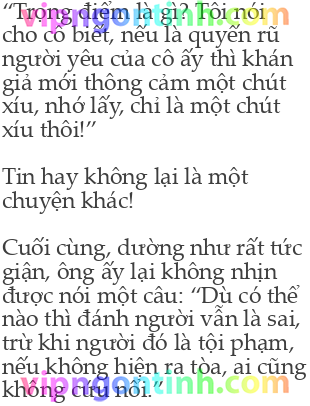 “Trọng điểm là gì? Tôi nói
cho cô biết, nếu là quyến rũ
người yêu của cô ấy thì khán
giả mới thông cảm một chút
xíu, nhớ lấy, chỉ là một chút
xíu thôi!”
Tin hay không lại là một
chuyện khác!
Cuối cùng, dường như rất tức
giận, ông ấy lại không nhịn
được nói một câu: “Dù có thể
nào thì đánh người vẫn là sai,
trừ khi người đó là tội phạm,
nếu không hiện ra tòa, ai cũng
không cứu nổi.”
vipngontinh.com
vipngontinh.com